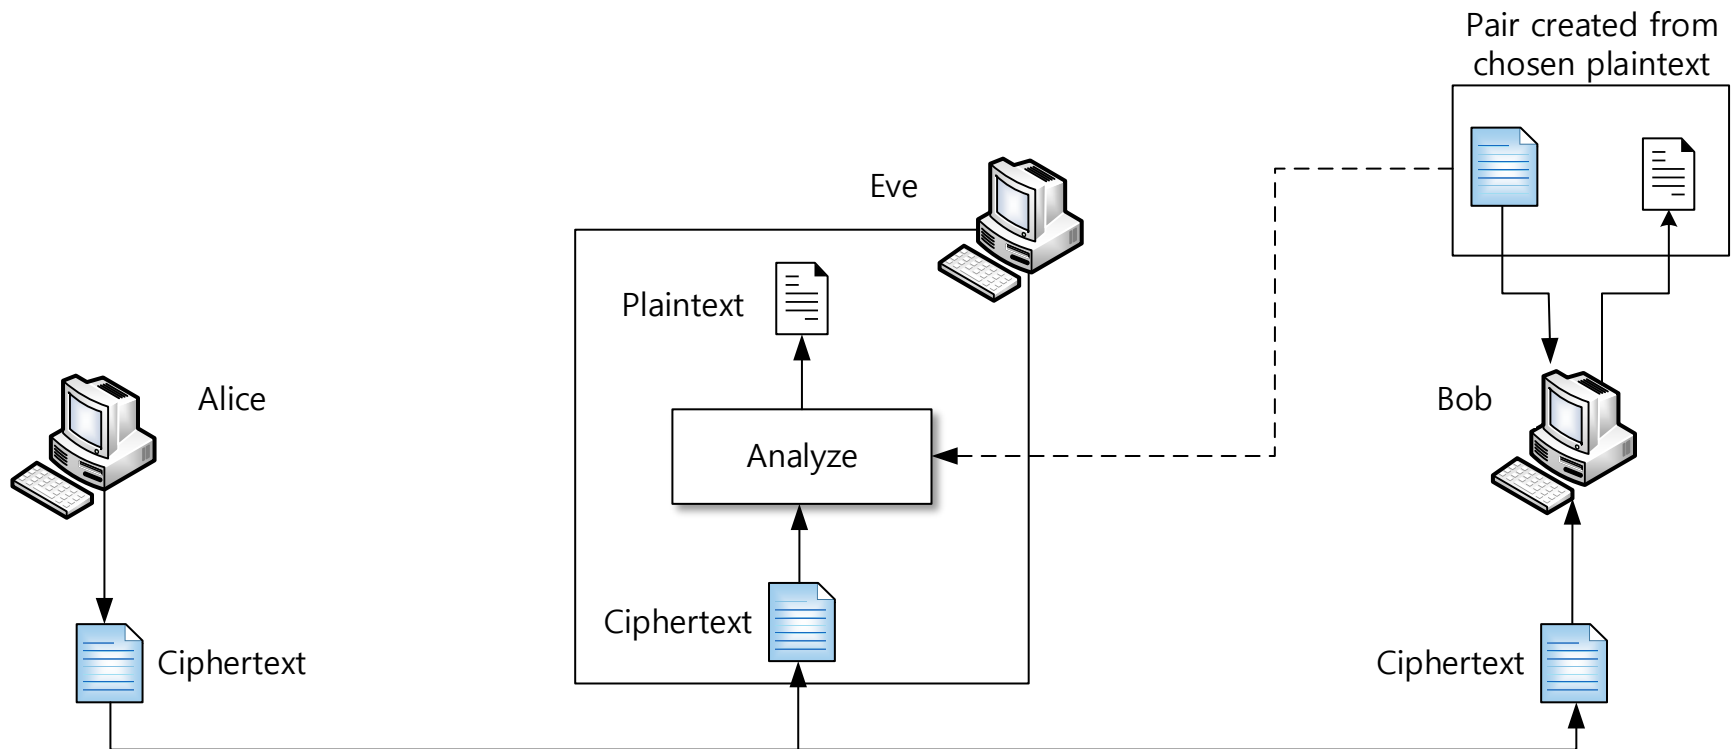 Pair created from
chosen plaintext
Eve
Plaintext
Alice
Bob
Analyze
Ciphertext
Ciphertext
Ciphertext